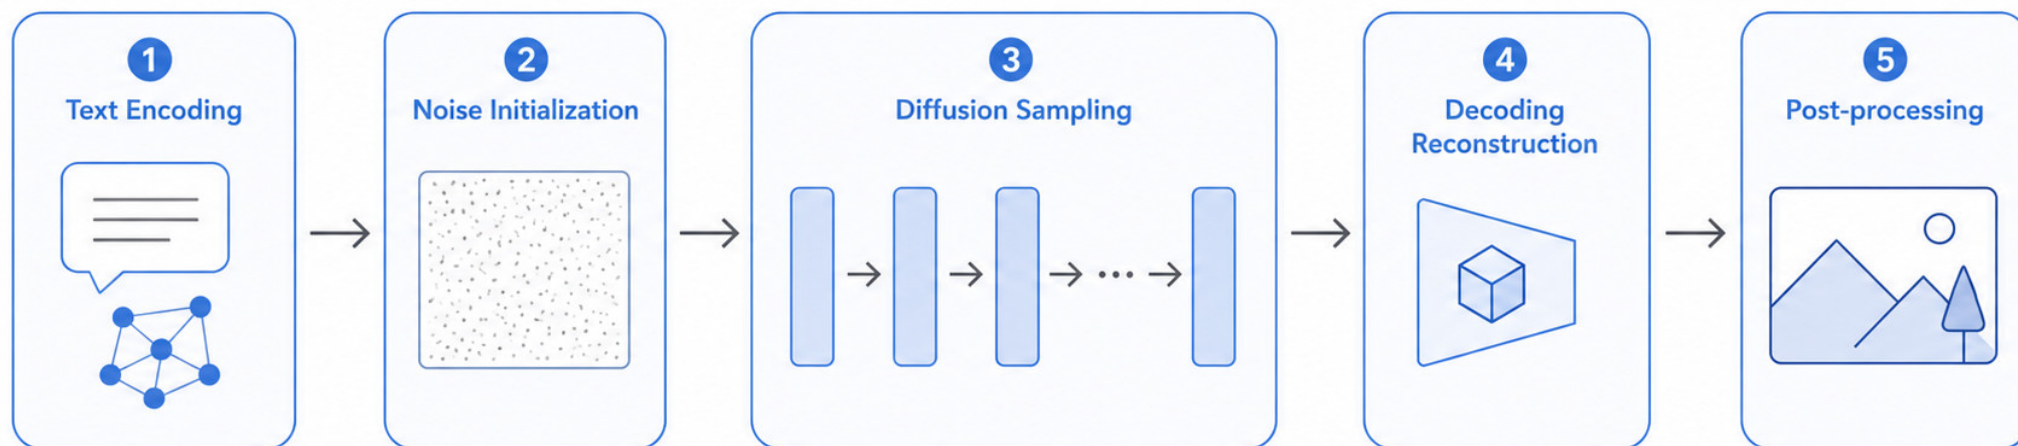 1
Text Encoding
2
Noise Initialization
3
Diffusion Sampling
...
4
Decoding
Reconstruction
5
Post-processing